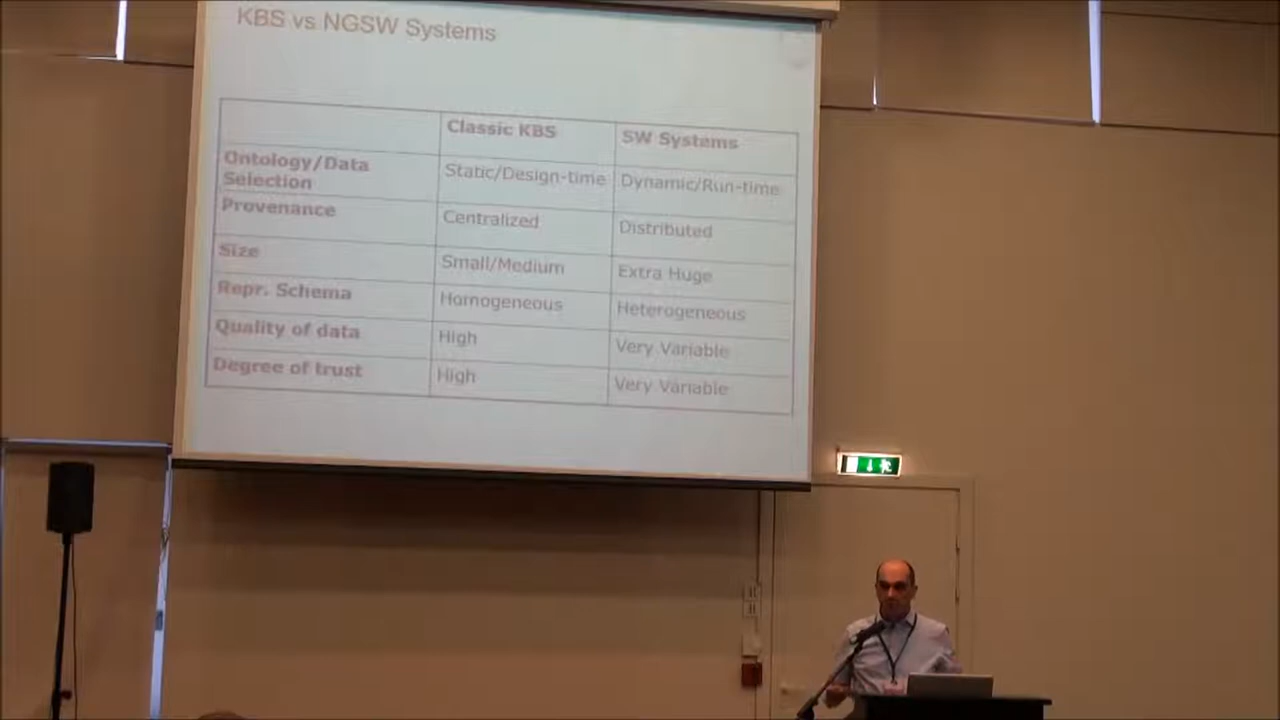 KBS vs NGSW Systems
Classic KBS SW Systems
Ontology/Data Selection Static/Design-time Dynamic/Run-time
Provenance Centralized Distributed
Size Small/Medium Extra Huge
Repr. Schema Homogeneous Heterogeneous
Quality of data High Very Variable
Degree of trust High Very Variable